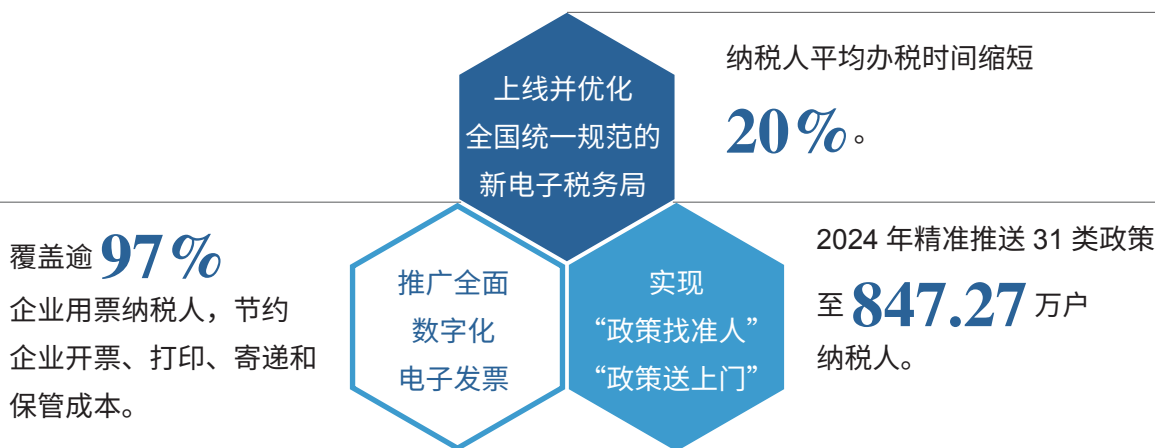 上线并优化
全国统一规范的
新电子税务局
纳税人平均办税时间缩短
20%。
覆盖逾 97%
企业用票纳税人，节约
企业开票、打印、寄递和
保管成本。
推广全面
数字化
电子发票
实现
“政策找准人”
“政策送上门”
2024 年精准推送 31 类政策
至 847.27 万户
纳税人。